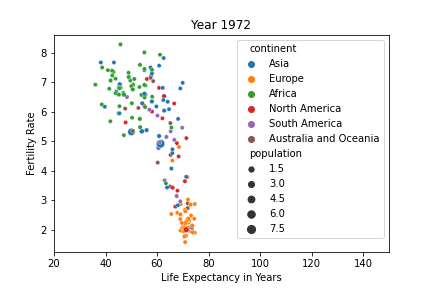 Year 1972
Fertility Rate
8
7
6
5
4
3
2
20 40 60 80 100 120 140
Life Expectancy in Years
continent
Asia
Europe
Africa
North America
South America
Australia and Oceania
population
1.5
3.0
4.5
6.0
7.5